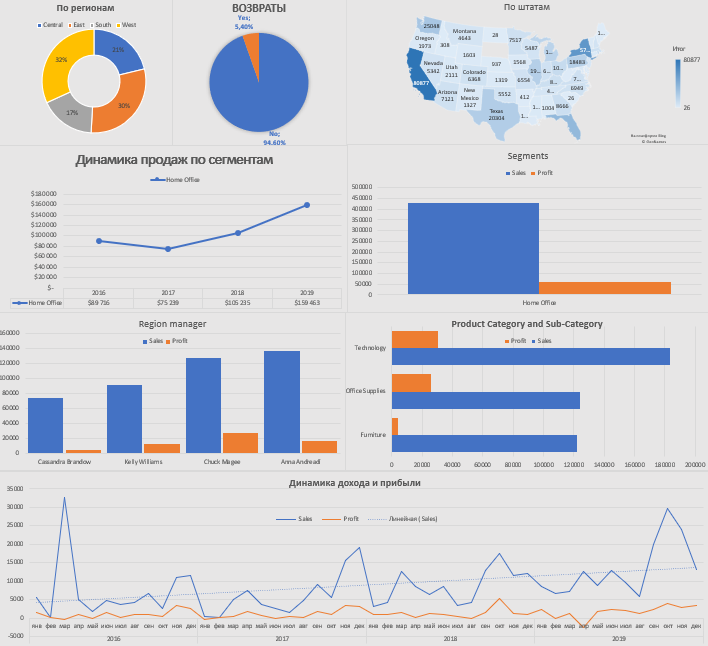 По регионам
Central East South West
21%
30%
17%
32%
ВОЗВРАТЫ
Yes;
5,40%
No;
94,60%
По штатам
25048
Montana
4643
28
7517
5487
1...
Oregon
1973
308
57...
1603
Nevada
5342
Utah
2111
937
1568
19...
6...
10...
18483
7...
80877
Colorado
6368
1319
6554
8...
4...
6949
Arizona
7121
New
Mexico
1327
5552
412
26
Texas
20304
1...
1...
1004
8666
Итог
80877
26
© GeoNames
Динамика продаж по сегментам
Home Office
$180 000
$160 000
$140 000
$120 000
$100 000
$80 000
$60 000
$40 000
$20 000
$-
2016 2017 2018 2019
Home Office $89 716 $75 239 $105 235 $159 463
Segments
Sales Profit
500000
450000
400000
350000
300000
250000
200000
150000
100000
50000
0
Home Office
Region manager
Sales Profit
160000
140000
120000
100000
80000
60000
40000
20000
0
Cassandra Brandow Kelly Williams Chuck Magee Anna Andreadi
Product Category and Sub-Category
Profit Sales
Technology
Office Supplies
Furniture
0 20000 40000 60000 80000 100000 120000 140000 160000 180000 200000
Динамика дохода и прибыли
Sales Profit Линейная (Sales)
35000
30000
25000
20000
15000
10000
5000
0
-5000
янв фев мар апр май июн июл авг сен окт ноя дек янв фев мар апр май июн июл авг сен окт ноя дек янв фев мар апр май июн июл авг сен окт ноя дек янв фев мар апр май июн июл авг сен окт ноя дек
2016 2017 2018 2019